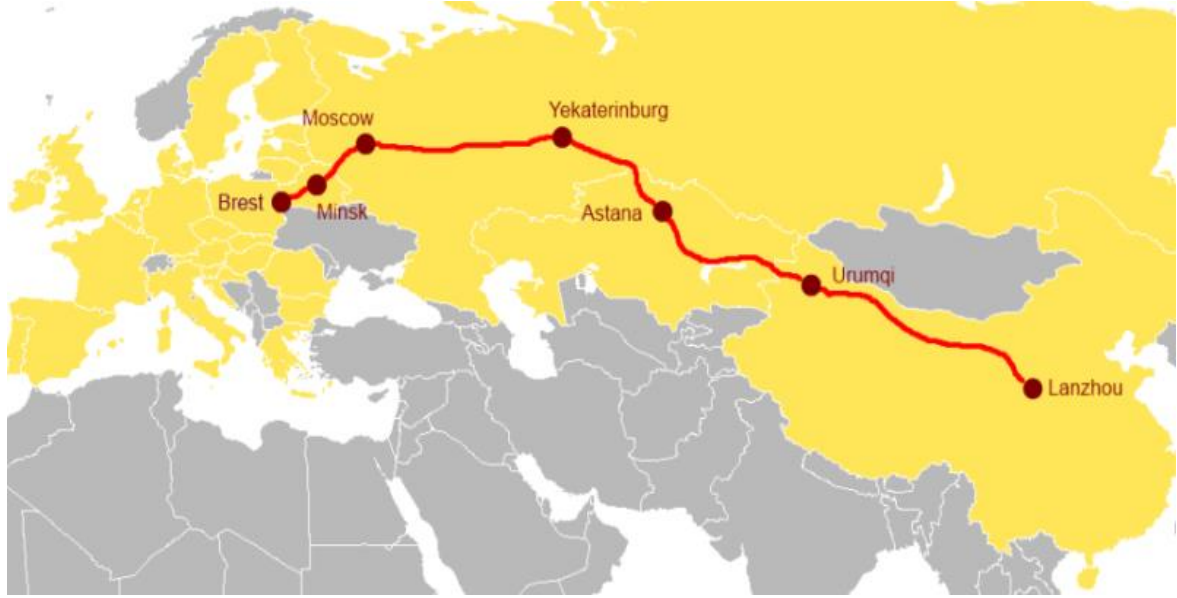 Yekaterinburg
Moscow
Brest
Minsk
Astana
Urumqi
Lanzhou